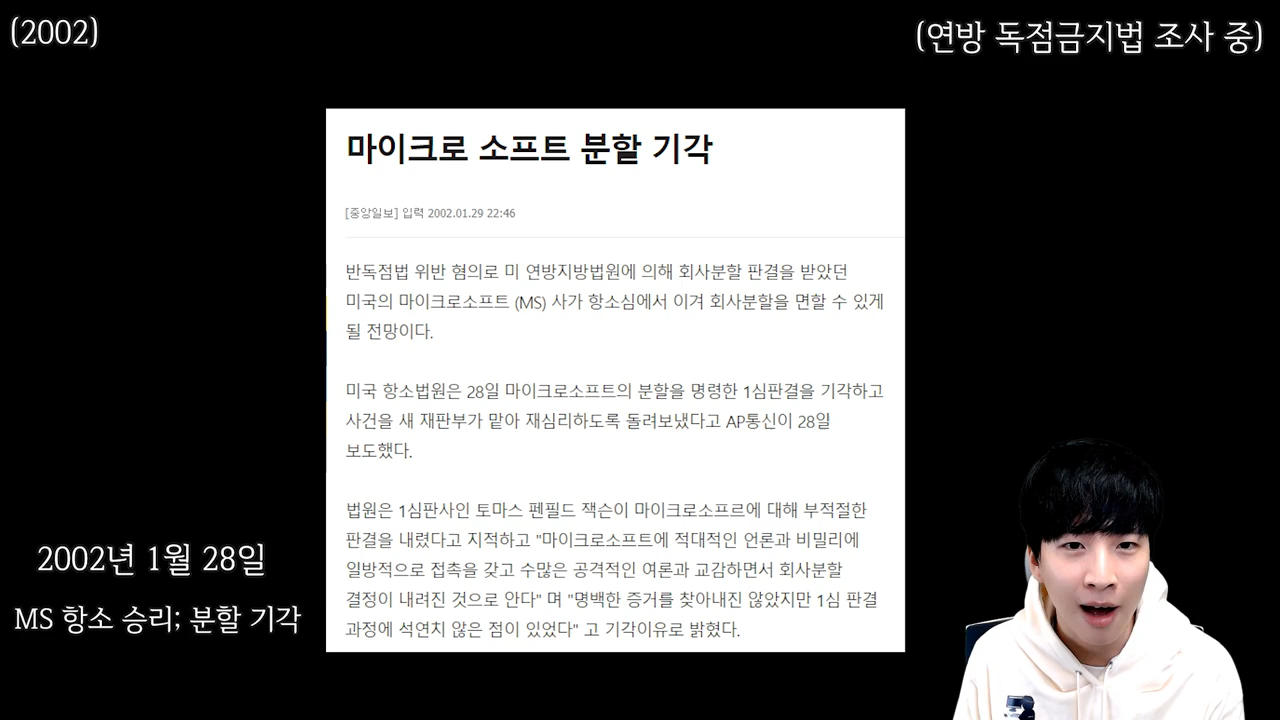 (2002)
(연방 독점금지법 조사 중)
마이크로 소프트 분할 기각
[중앙일보] 입력 2002.01.29 22:46
반독점법 위반 혐의로 미 연방지방법원에 의해 회사분할 판결을 받았던
미국의 마이크로소프트 (MS) 사가 항소심에서 이겨 회사분할을 면할 수 있게
될 전망이다.
미국 항소법원은 28일 마이크로소프트의 분할을 명령한 1심판결을 기각하고
사건을 새 재판부가 맡아 재심리하도록 돌려보냈다고 AP통신이 28일
보도했다.
법원은 1심판사인 토마스 펜필드 잭슨이 마이크로소프르에 대해 부적절한
판결을 내렸다고 지적하고 "마이크로소프트에 적대적인 언론과 비밀리에
일방적으로 접촉을 갖고 수많은 공격적인 여론과 교감하면서 회사분할
결정이 내려진 것으로 안다" 며 "명백한 증거를 찾아내진 않았지만 1심 판결
과정에 석연치 않은 점이 있었다" 고 기각이유로 밝혔다.
2002년 1월 28일
MS 항소 승리; 분할 기각